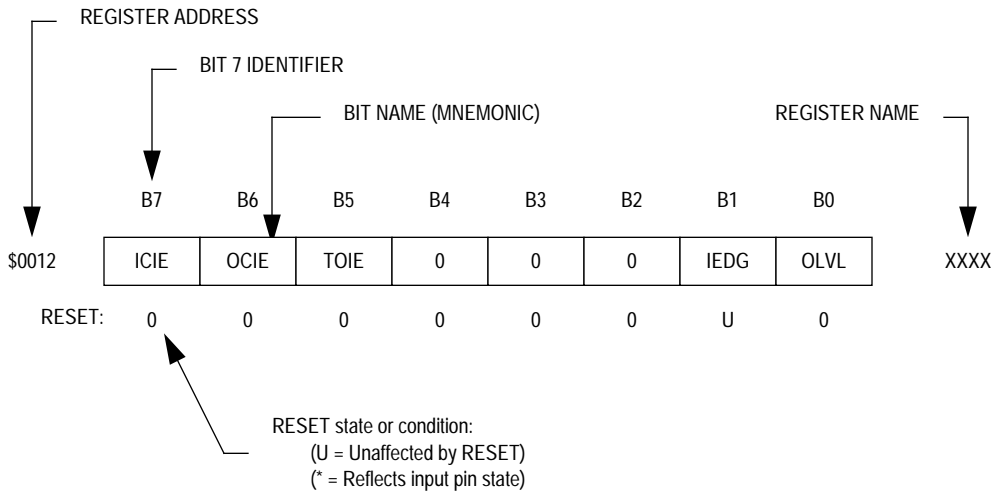 REGISTER ADDRESS
BIT 7 IDENTIFIER
BIT NAME (MNEMONIC) REGISTER NAME
B7 B6 B5 B4 B3 B2 B1 B0
$0012 ICIE OCIE TOIE 0 0 0 IEDG OLVL XXXX
RESET: 0 0 0 0 0 0 U 0
RESET state or condition:
(U = Unaffected by RESET)
(* = Reflects input pin state)